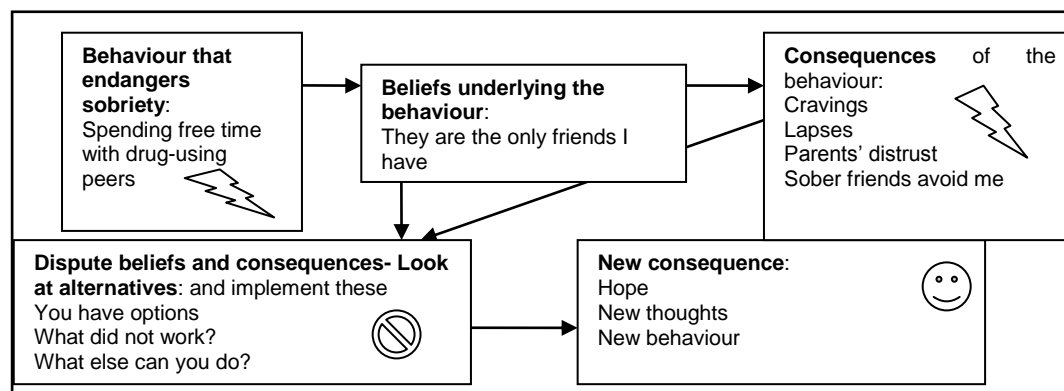 Behaviour that
endangers
sobriety:
Spending free time
with drug-using
peers
Beliefs underlying the
behaviour:
They are the only friends I
have
Consequences of the
behaviour:
Cravings
Lapses
Parents’ distrust
Sober friends avoid me
Dispute beliefs and consequences- Look
at alternatives: and implement these
You have options
What did not work?
What else can you do?
New consequence:
Hope
New thoughts
New behaviour